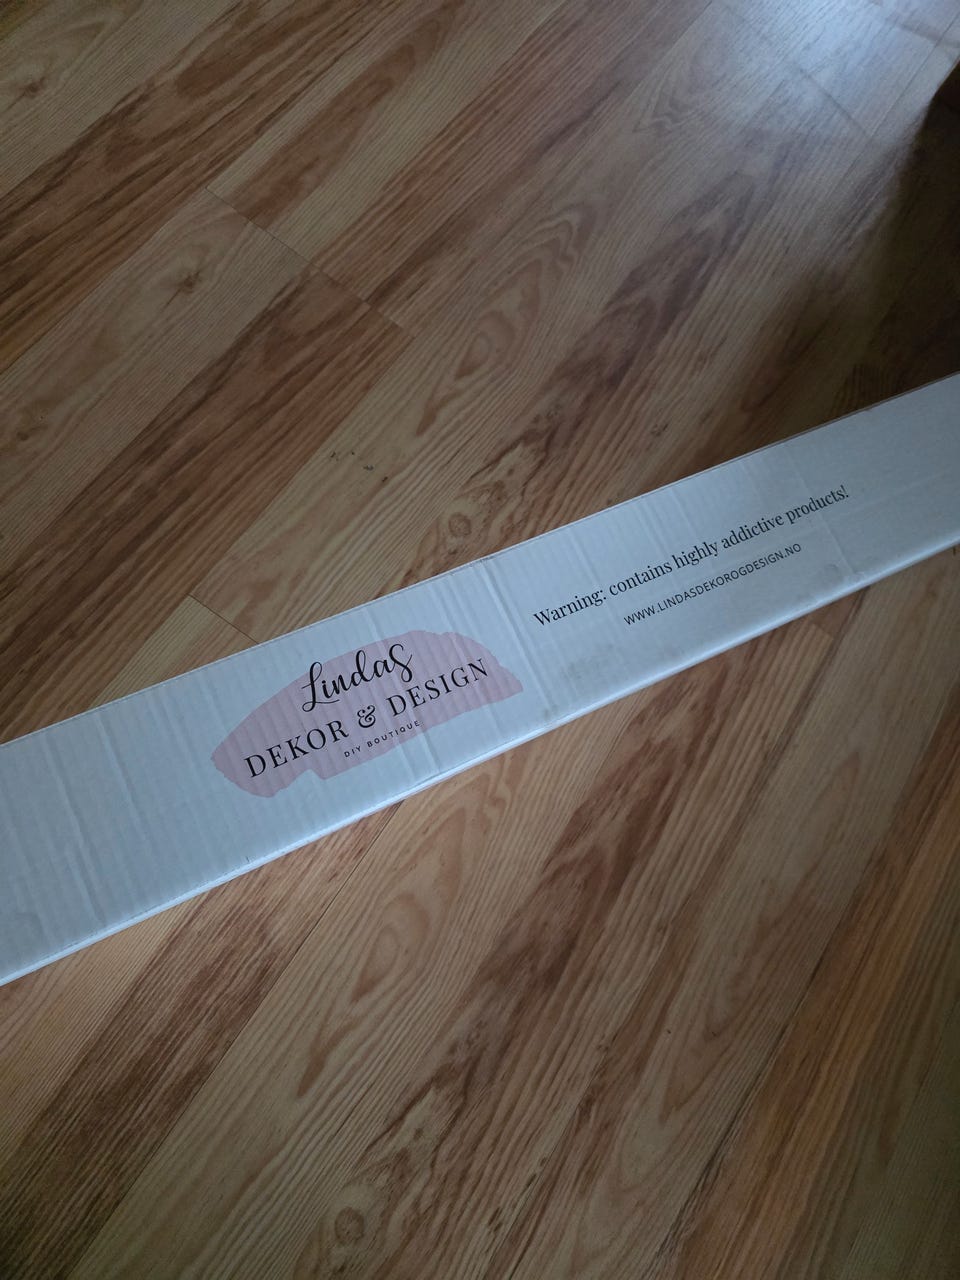 Lindas
DEKOR & DESIGN
DIY BOUTIQUE
Warning: contains highly addictive products!
WWW.LINDASDEKOROGDESIGN.NO